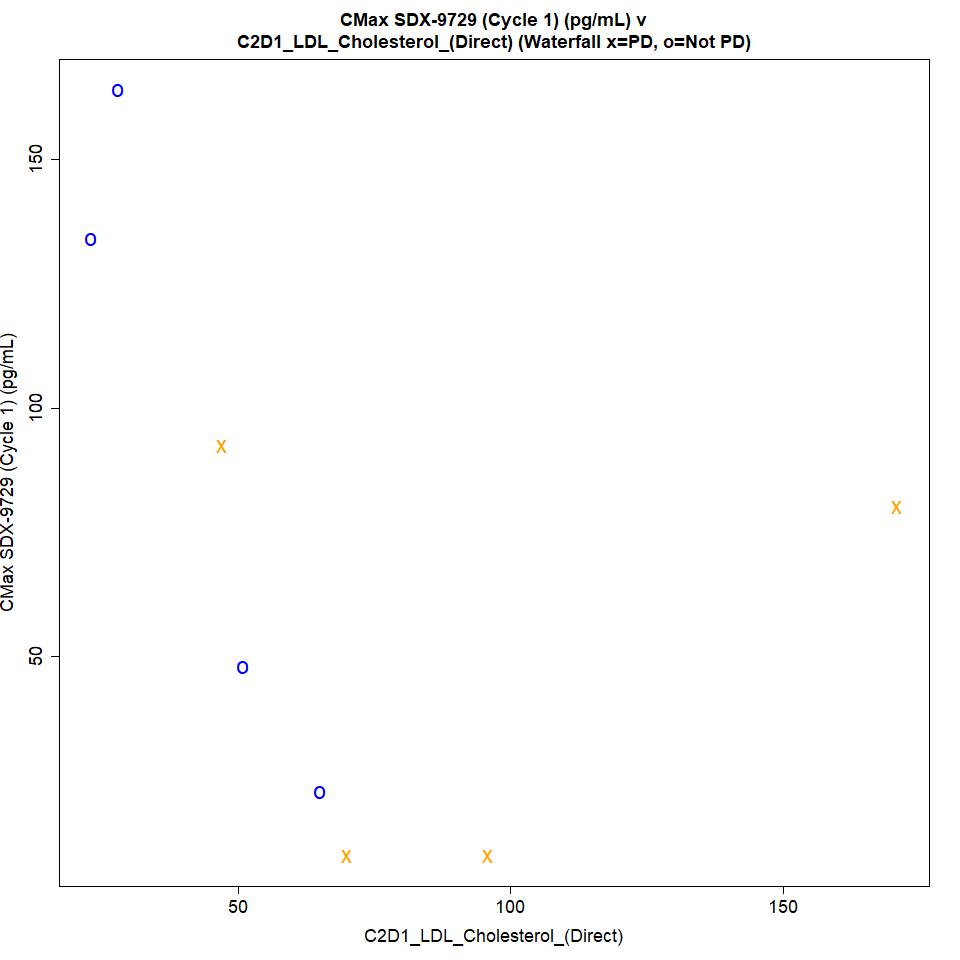 CMax SDX-9729 (Cycle 1) (pg/mL) v
C2D1_LDL_Cholesterol_(Direct) (Waterfall x=PD, o=Not PD)
CMax SDX-9729 (Cycle 1) (pg/mL)
150
100
50
O
O
X
X
O
O
X
X
50
100
150
C2D1_LDL_Cholesterol_(Direct)